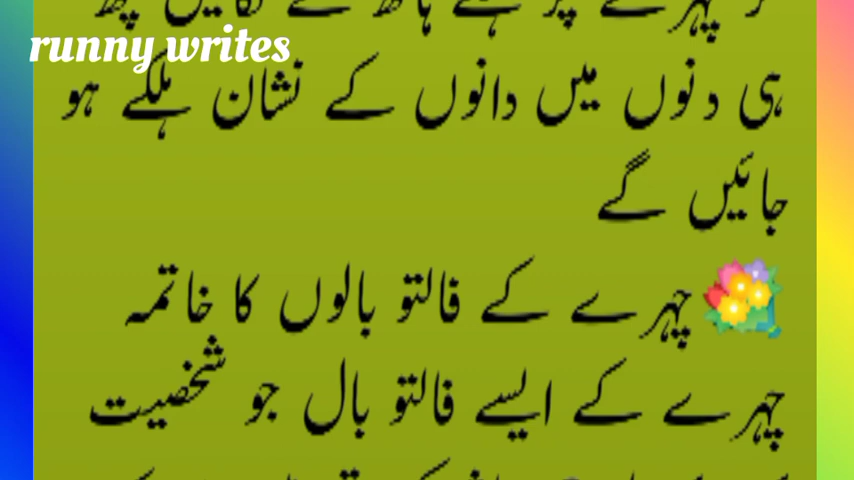 runny writes
ہی دنوں میں دانوں کے نشان ہلکے ہو
جائیں گے
چہرے کے فالتو بالوں کا خاتمہ
چہرے کے ایسے فالتو بال جو شخصیت